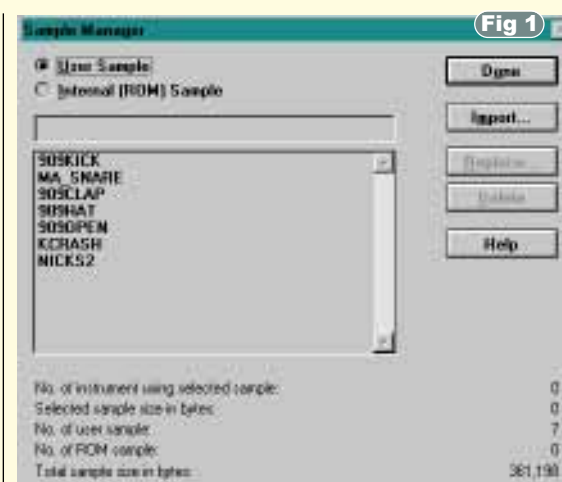 Sample Manager
Fig 1
User Sample
Internal (ROM) Sample
Done
Import...
Replace...
Delete
Help
909KICK
MA_SNARE
909CLAP
909HAT
909OPEN
KCRASH
NICKS2
No. of instrument using selected sample: 0
Selected sample size in bytes: 0
No. of user sample: 7
No. of ROM sample: 0
Total sample size in bytes: 361,198